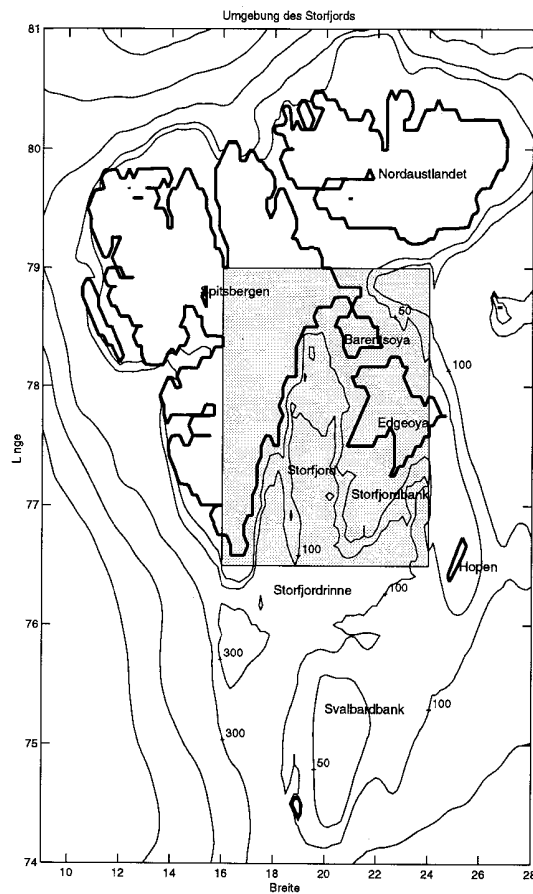 Umgebung des Storfjords
81
80
Nordaustlandet
79
Spitsbergen
50
Barentsoya
100
78
L nge
Edgeoya
Storfjord
Storfjordbank
77
100
Hopen
Storfjordrinne
100
76
300
Svalbardbank
100
300
75
50
74
10 12 14 16 18 20 22 24 26 28
Breite